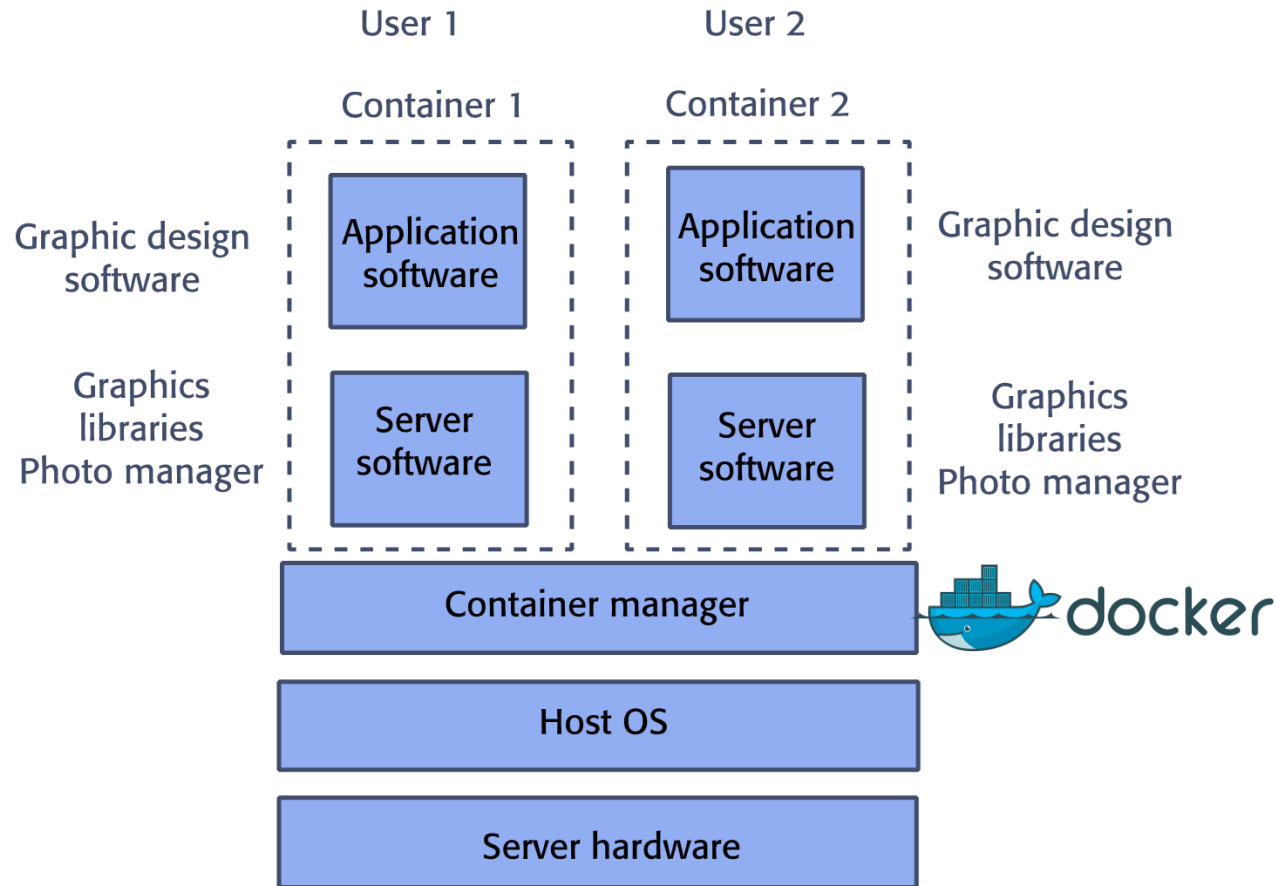 User 1
User 2
Container 1
Container 2
Graphic design
software
Application
software
Application
software
Graphic design
software
Graphics
libraries
Photo manager
Server
software
Server
software
Graphics
libraries
Photo manager
Container manager
docker
Host OS
Server hardware